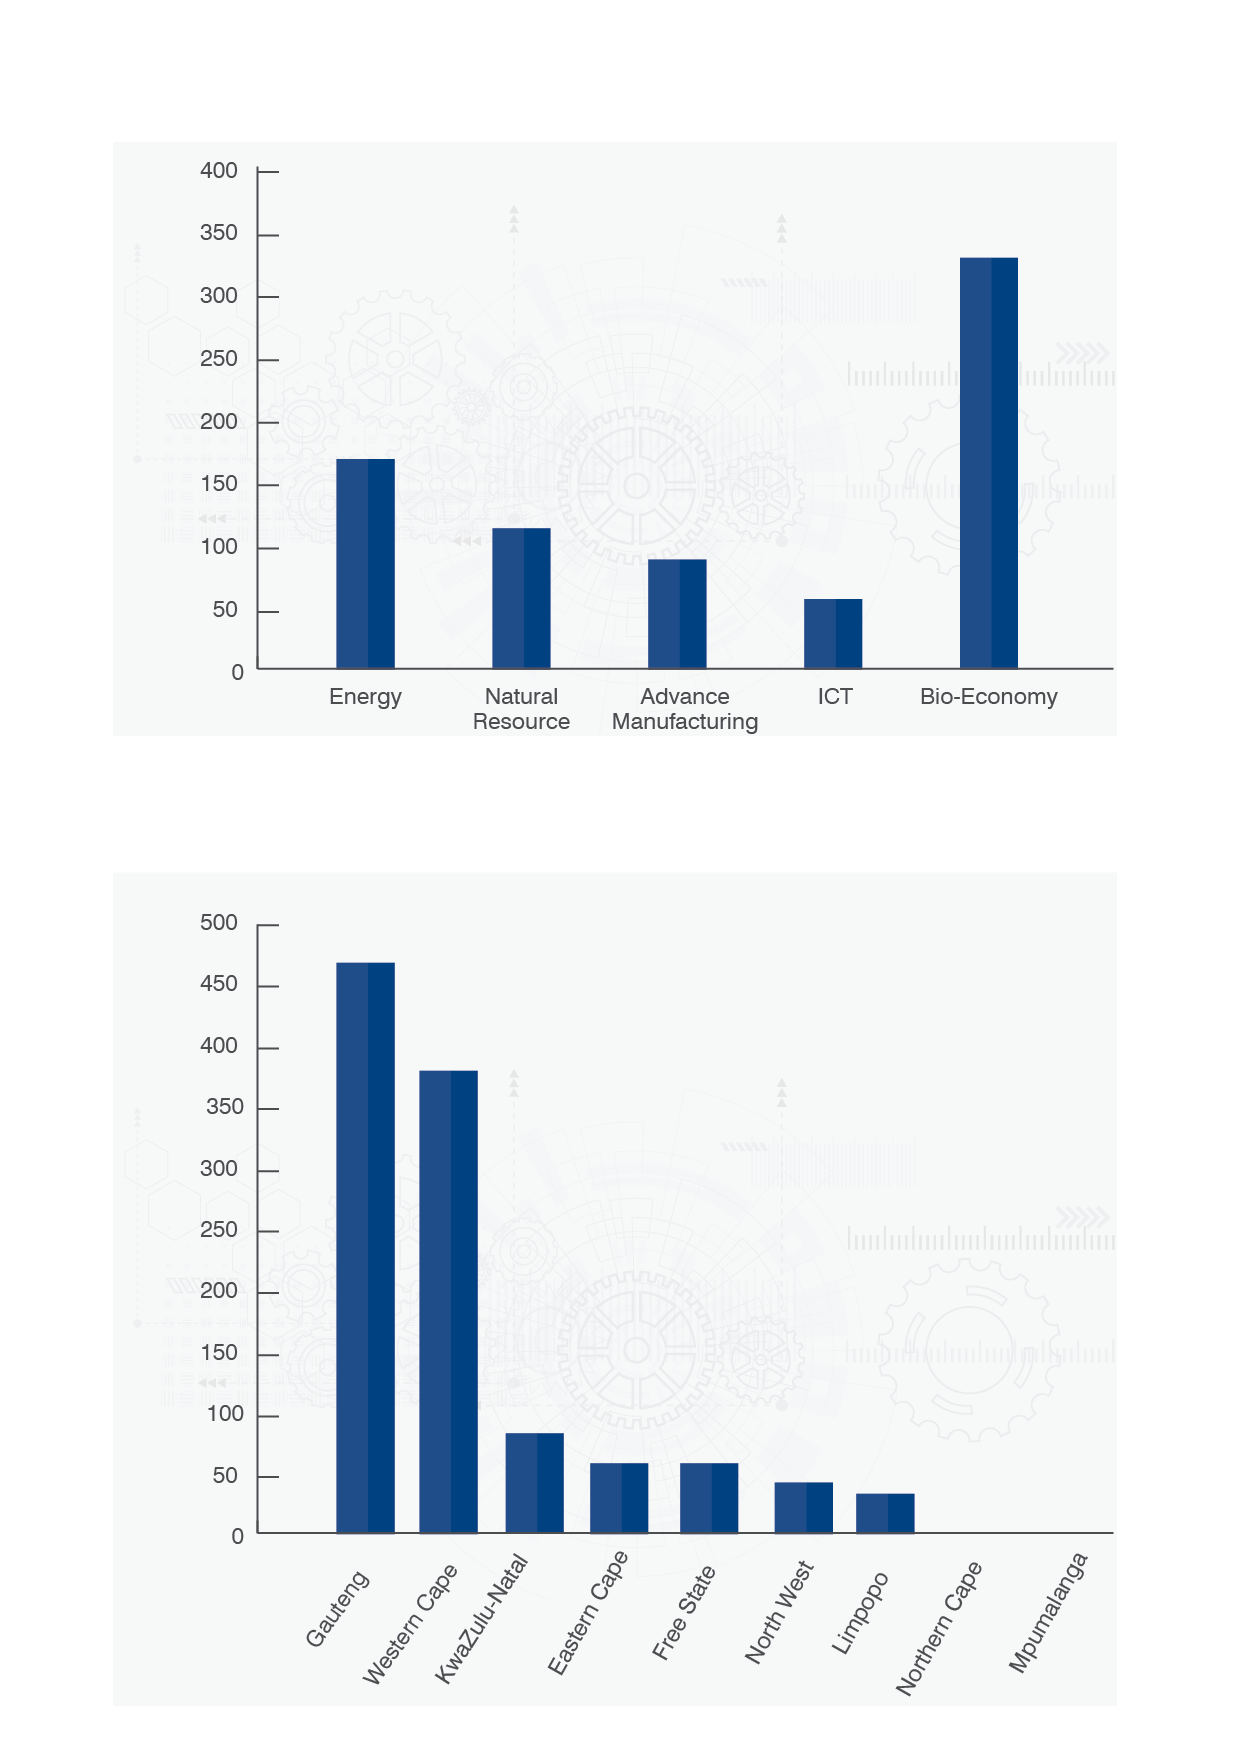 400
350
300
250
200
150
100
50
0
Energy
Natural
Resource
Advance
Manufacturing
ICT
Bio-Economy
500
450
400
350
300
250
200
150
100
50
0
Gauteng
Western Cape
KwaZulu-Natal
Eastern Cape
Free State
North West
Limpopo
Northern Cape
Mpumalanga